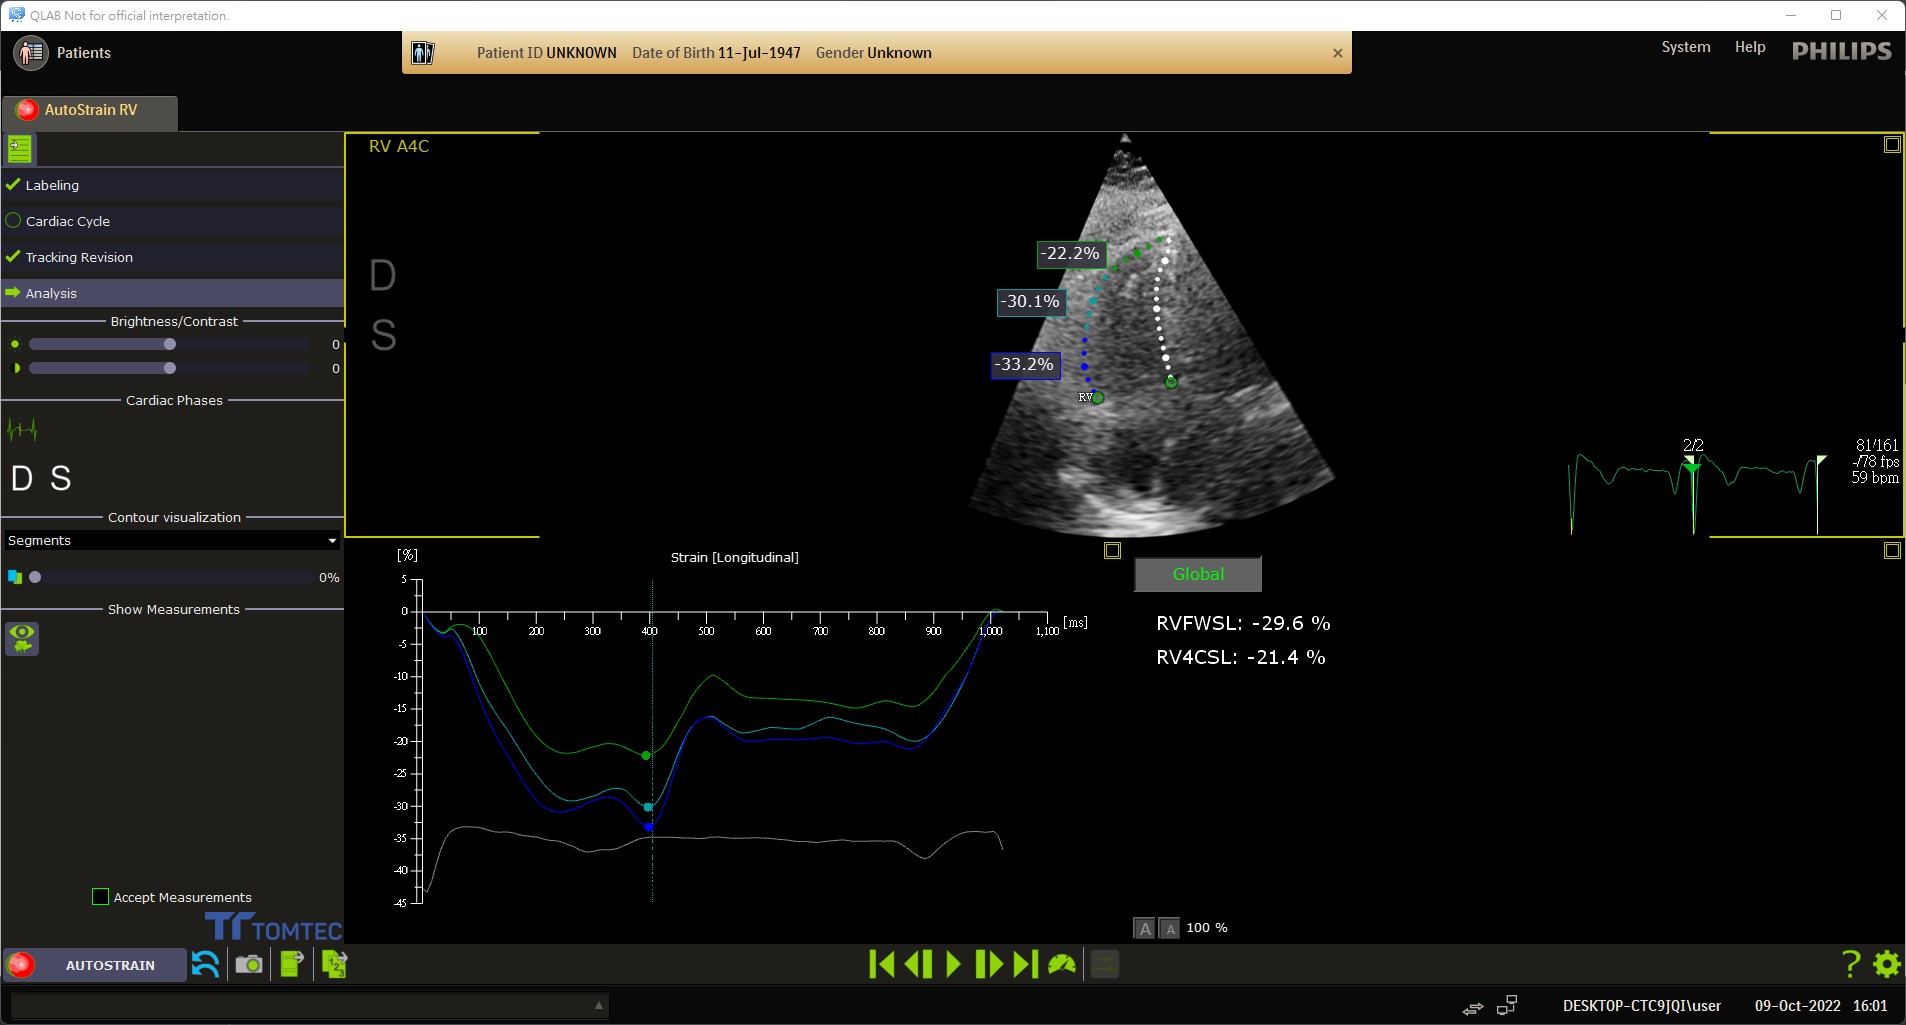 QLAB Not for official interpretation.
Patients
Patient ID UNKNOWN Date of Birth 11-Jul-1947 Gender Unknown
System Help PHILIPS
AutoStrain RV
Labeling
Cardiac Cycle
Tracking Revision
Analysis
Brightness/Contrast
0
0
Cardiac Phases
D S
Contour visualization
Segments
0%
Show Measurements
Accept Measurements
TOMTEC
RV A4C
D
S
-22.2%
-30.1%
-33.2%
RV
2/2
81/161
-/78 fps
59 bpm
[%]
Strain [Longitudinal]
5
0
-5
-10
-15
-20
-25
-30
-35
-40
-45
100 200 300 400 500 600 700 800 900 1,000 1,100 [ms]
Global
RVFWSL: -29.6 %
RV4CSL: -21.4 %
A A 100 %
AUTOSTRAIN
123
?
DESKTOP-CTC9JQI\user 09-Oct-2022 16:01